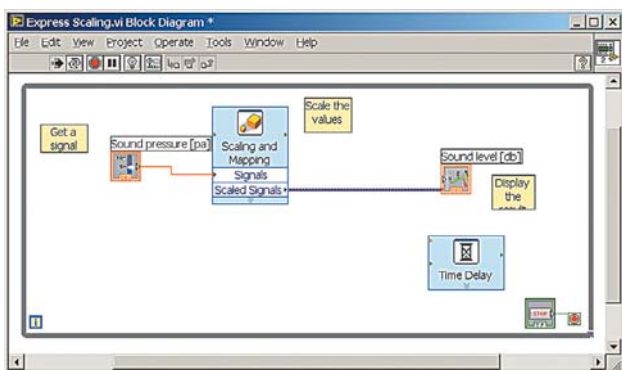 Express Scaling.vi Block Diagram *
File Edit View Project Operate Tools Window Help
Get a
signal
Sound pressure [pa]
Scaling and
Mapping
Signals
Scaled Signals
Scale the
values
Sound level [db]
Display
the
Time Delay
STOP
i